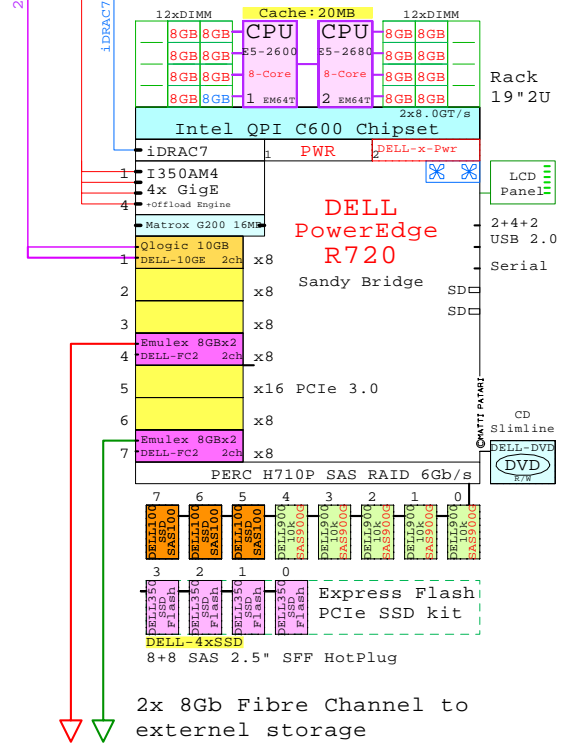 2
iDRAC7
12xDIMM Cache:20MB 12xDIMM
8GB 8GB CPU CPU 8GB 8GB
8GB 8GB E5-2600 E5-2680 8GB 8GB
8GB 8GB 8-Core 8-Core 8GB 8GB
8GB 8GB 1 EM64T 2 EM64T 8GB 8GB
Rack
19"2U
2x8.0GT/s
Intel QPI C600 Chipset
iDRAC7 1 PWR 2 DELL-x-Pwr
1 I350AM4
4x GigE
4 +Offload Engine
LCD
Panel
Matrox G200 16MB
DELL
PowerEdge
R720
Sandy Bridge
2+4+2
USB 2.0
Serial
SD
SD
Qlogic 10GB
1 DELL-10GE 2ch x8
2 x8
3 x8
Emulex 8GBx2
4 DELL-FC2 2ch x8
5 x16 PCIe 3.0
6 x8
Emulex 8GBx2
7 DELL-FC2 2ch x8
©MATTI PATARI
CD
Slimline
DELL-DVD
DVD
R/W
PERC H710P SAS RAID 6Gb/s
7 6 5 4 3 2 1 0
DELL100 SSD SAS100
DELL100 SSD SAS100
DELL100 SSD SAS100
DELL900 10k SAS900G
DELL900 10k SAS900G
DELL900 10k SAS900G
DELL900 10k SAS900G
DELL900 10k SAS900G
3 2 1 0
DELL350 SSD Flash
DELL350 SSD Flash
DELL350 SSD Flash
DELL350 SSD Flash
Express Flash
PCIe SSD kit
DELL-4xSSD
8+8 SAS 2.5" SFF HotPlug
2x 8Gb Fibre Channel to
externel storage